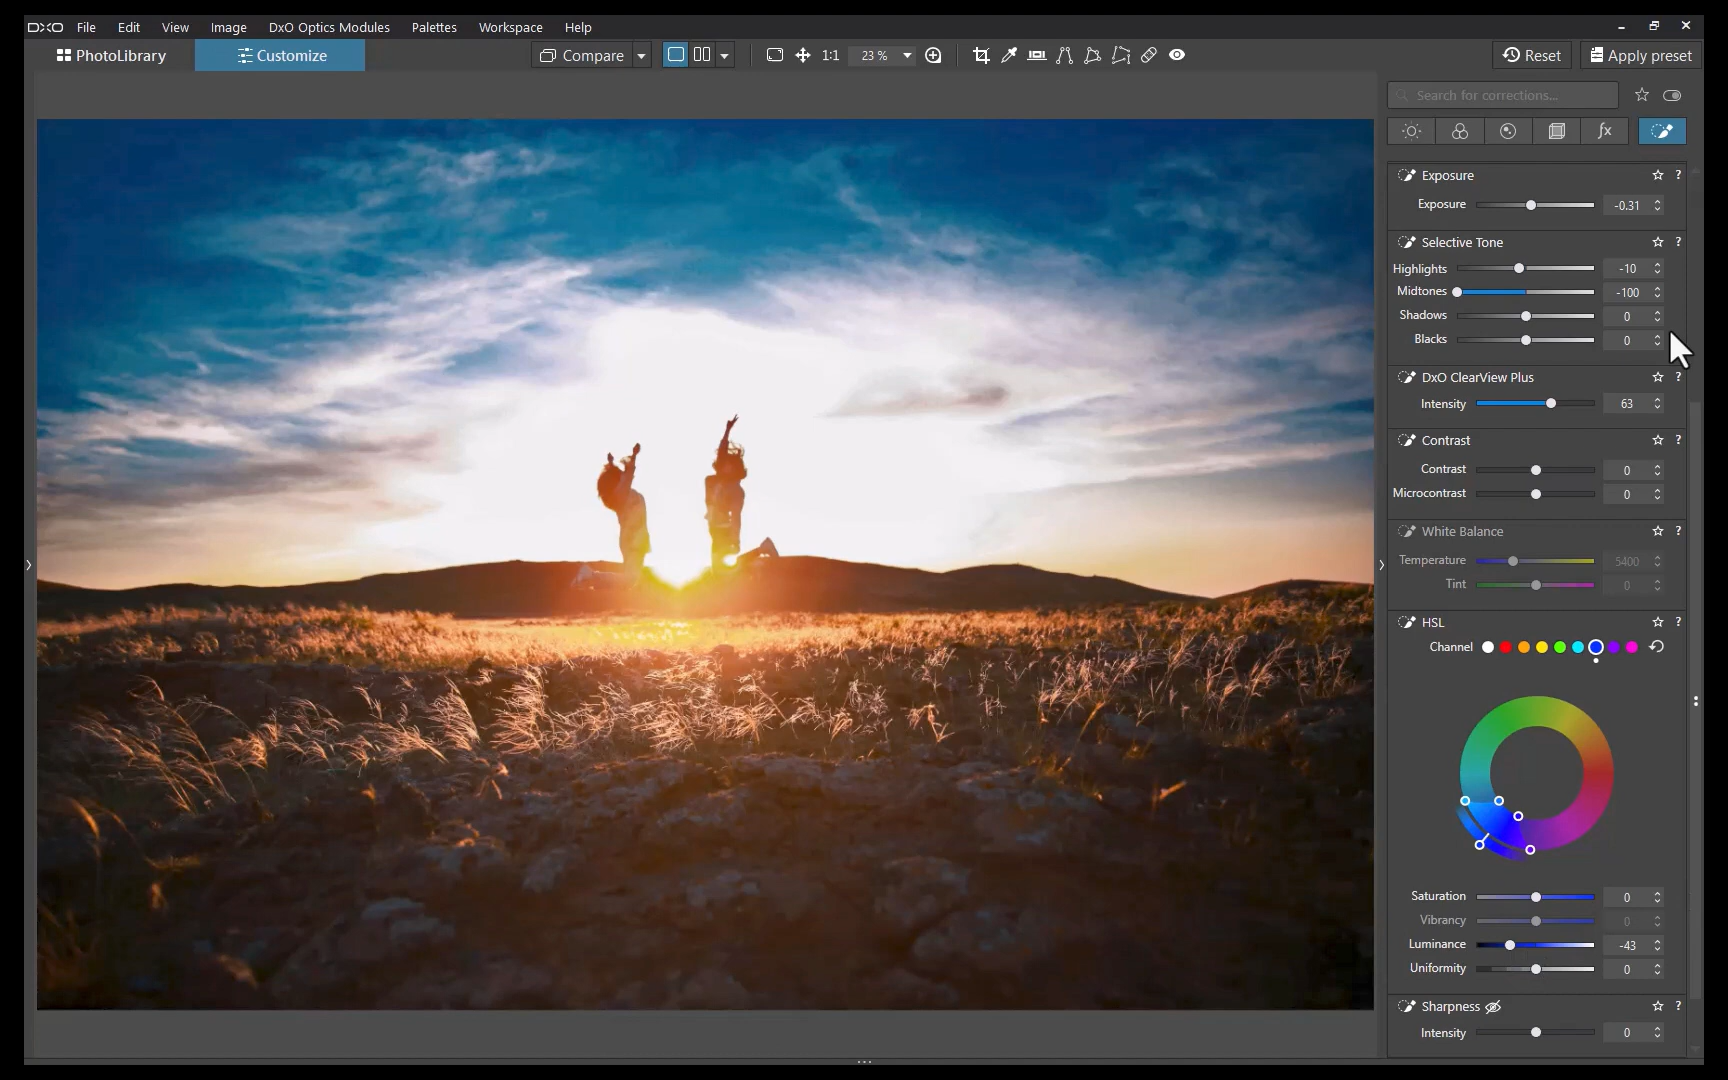 DXO File Edit View Image DxO Optics Modules Palettes Workspace Help
PhotoLibrary Customize Compare 1:1 23 % Reset Apply preset
Search for corrections...
fx
Exposure ?
Exposure -0.31
Selective Tone ?
Highlights -10
Midtones -100
Shadows 0
Blacks 0
DxO ClearView Plus ?
Intensity 63
Contrast ?
Contrast 0
Microcontrast 0
White Balance ?
Temperature 5400
Tint 0
HSL ?
Channel
Saturation 0
Vibrancy 0
Luminance -43
Uniformity 0
Sharpness ?
Intensity 0